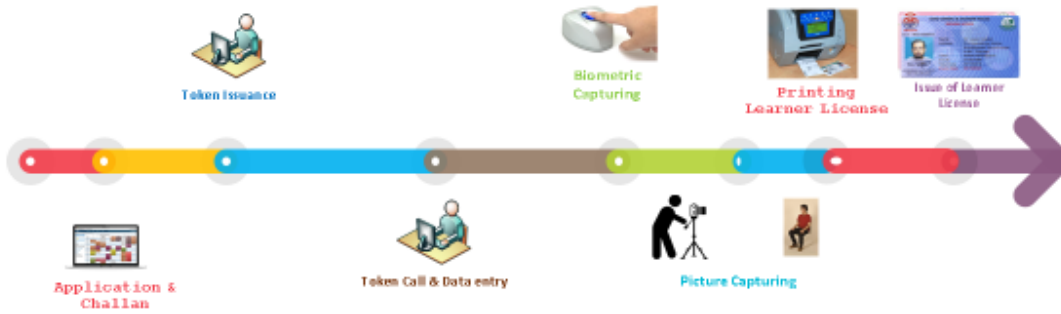 Token Issuance
Biometric
Capturing
Printing
Learner License
Issue of Learner
License
Application &
Challan
Token Call & Data entry
Picture Capturing